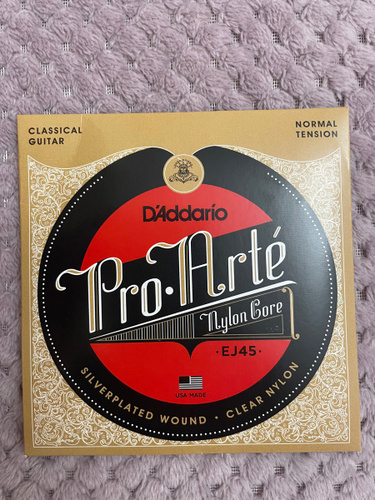 CLASSICAL
GUITAR
NORMAL
TENSION
D'Addario
Pro·Arté
Nylon Core
·EJ45·
USA MADE
SILVERPLATED WOUND · CLEAR NYLON